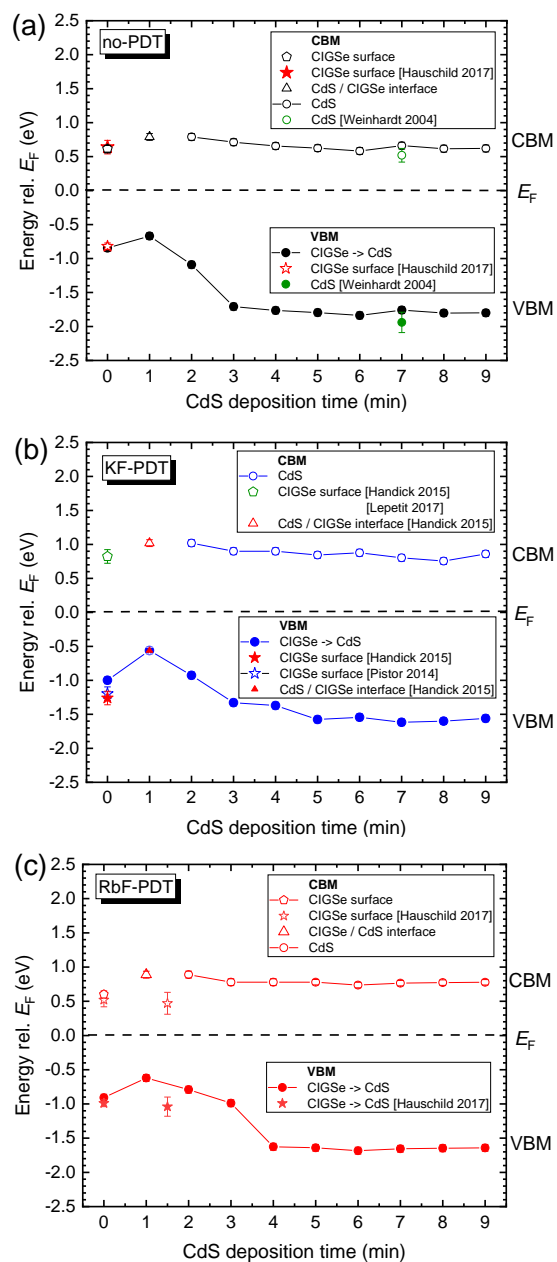 (a)
no-PDT
CBM
CIGSe surface
CIGSe surface [Hauschild 2017]
CdS / CIGSe interface
CdS
CdS [Weinhardt 2004]
2.5
2.0
1.5
1.0
0.5
0.0
-0.5
-1.0
-1.5
-2.0
-2.5
Energy rel. E_F (eV)
CBM
E_F
VBM
VBM
CIGSe -> CdS
CIGSe surface [Hauschild 2017]
CdS [Weinhardt 2004]
0 1 2 3 4 5 6 7 8 9
CdS deposition time (min)
(b)
KF-PDT
CBM
CdS
CIGSe surface [Handick 2015]
[Lepetit 2017]
CdS / CIGSe interface [Handick 2015]
2.5
2.0
1.5
1.0
0.5
0.0
-0.5
-1.0
-1.5
-2.0
-2.5
Energy rel. E_F (eV)
CBM
E_F
VBM
VBM
CIGSe -> CdS
CIGSe surface [Handick 2015]
CIGSe surface [Pistor 2014]
CdS / CIGSe interface [Handick 2015]
0 1 2 3 4 5 6 7 8 9
CdS deposition time (min)
(c)
RbF-PDT
CBM
CIGSe surface
CIGSe surface [Hauschild 2017]
CIGSe / CdS interface
CdS
2.5
2.0
1.5
1.0
0.5
0.0
-0.5
-1.0
-1.5
-2.0
-2.5
Energy rel. E_F (eV)
CBM
E_F
VBM
VBM
CIGSe -> CdS
CIGSe -> CdS [Hauschild 2017]
0 1 2 3 4 5 6 7 8 9
CdS deposition time (min)